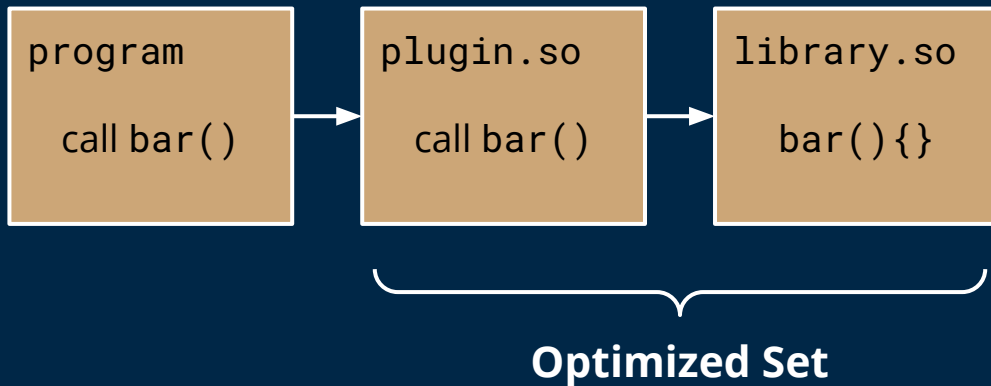 program
call bar()
plugin.so
call bar()
library.so
bar(){}
Optimized Set